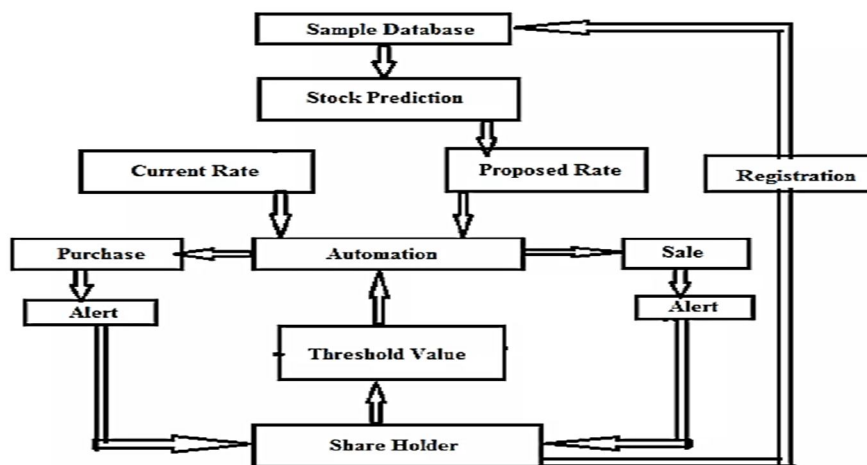 Sample Database
Stock Prediction
Current Rate
Proposed Rate
Registration
Purchase
Automation
Sale
Alert
Alert
Threshold Value
Share Holder